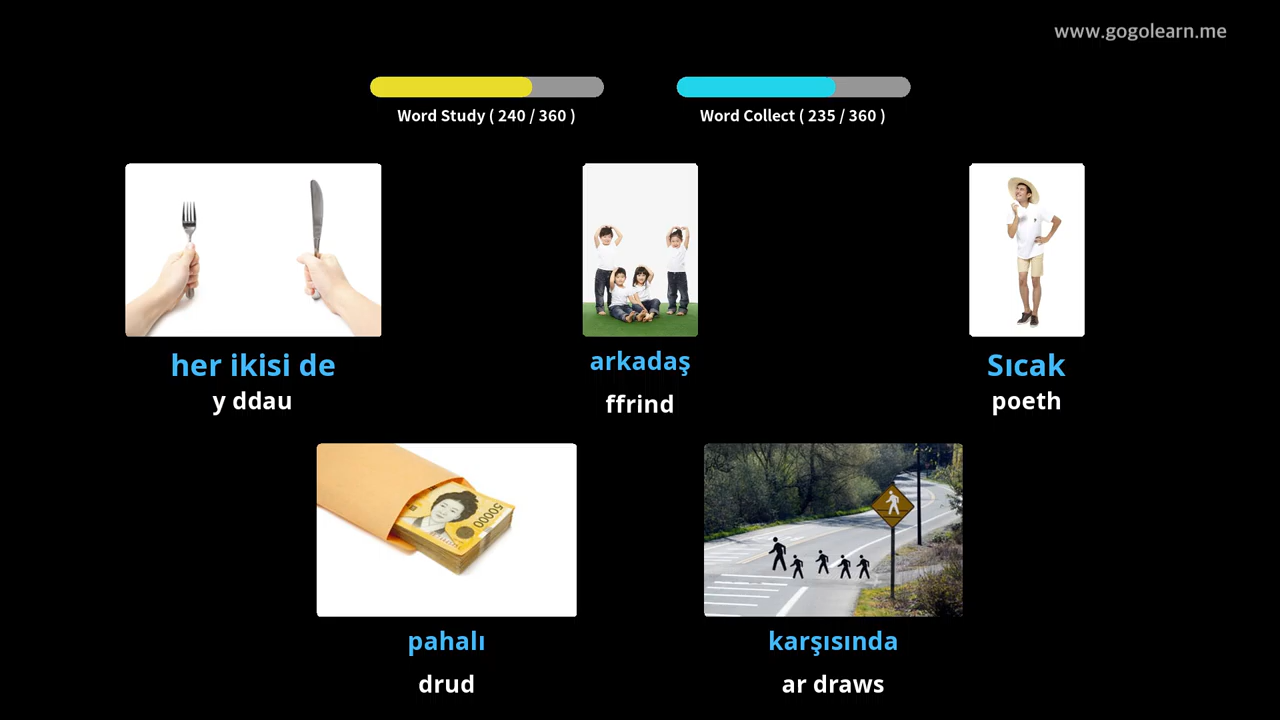 www.gogolearn.me
Word Study ( 240 / 360 )
Word Collect ( 235 / 360 )
her ikisi de
y ddau
arkadaş
ffrind
Sıcak
poeth
50000
pahalı
drud
karşısında
ar draws